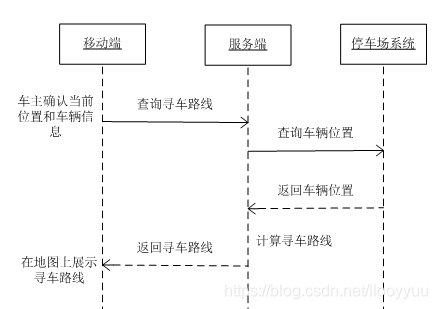 移动端
服务端
停车场系统
车主确认当前
位置和车辆信
息
查询寻车路线
查询车辆位置
返回车辆位置
计算寻车路线
返回寻车路线
在地图上展示
寻车路线
https://blog.csdn.net/llooyyuu